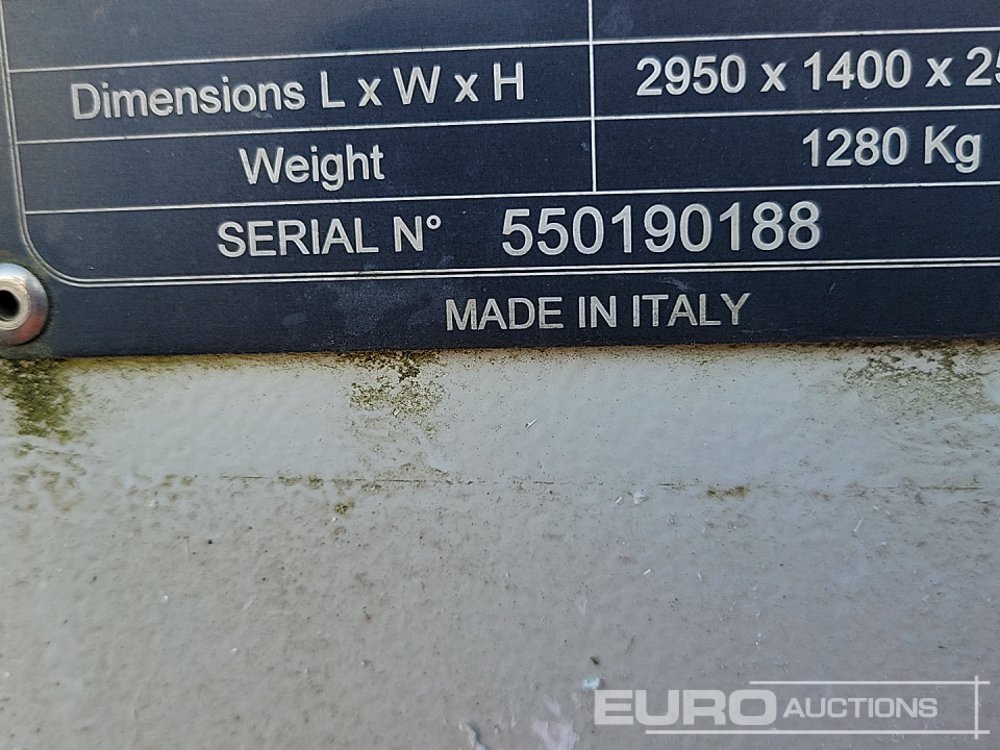 Dimensions L x W x H 2950 x 1400 x
Weight 1280 Kg
SERIAL N° 550190188
MADE IN ITALY
EURO AUCTIONS